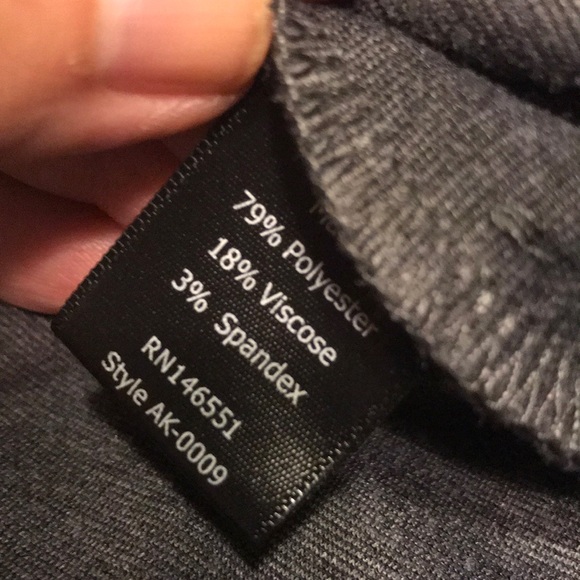 79% Polyester
18% Viscose
3% Spandex
RN146551
Style AK-0009